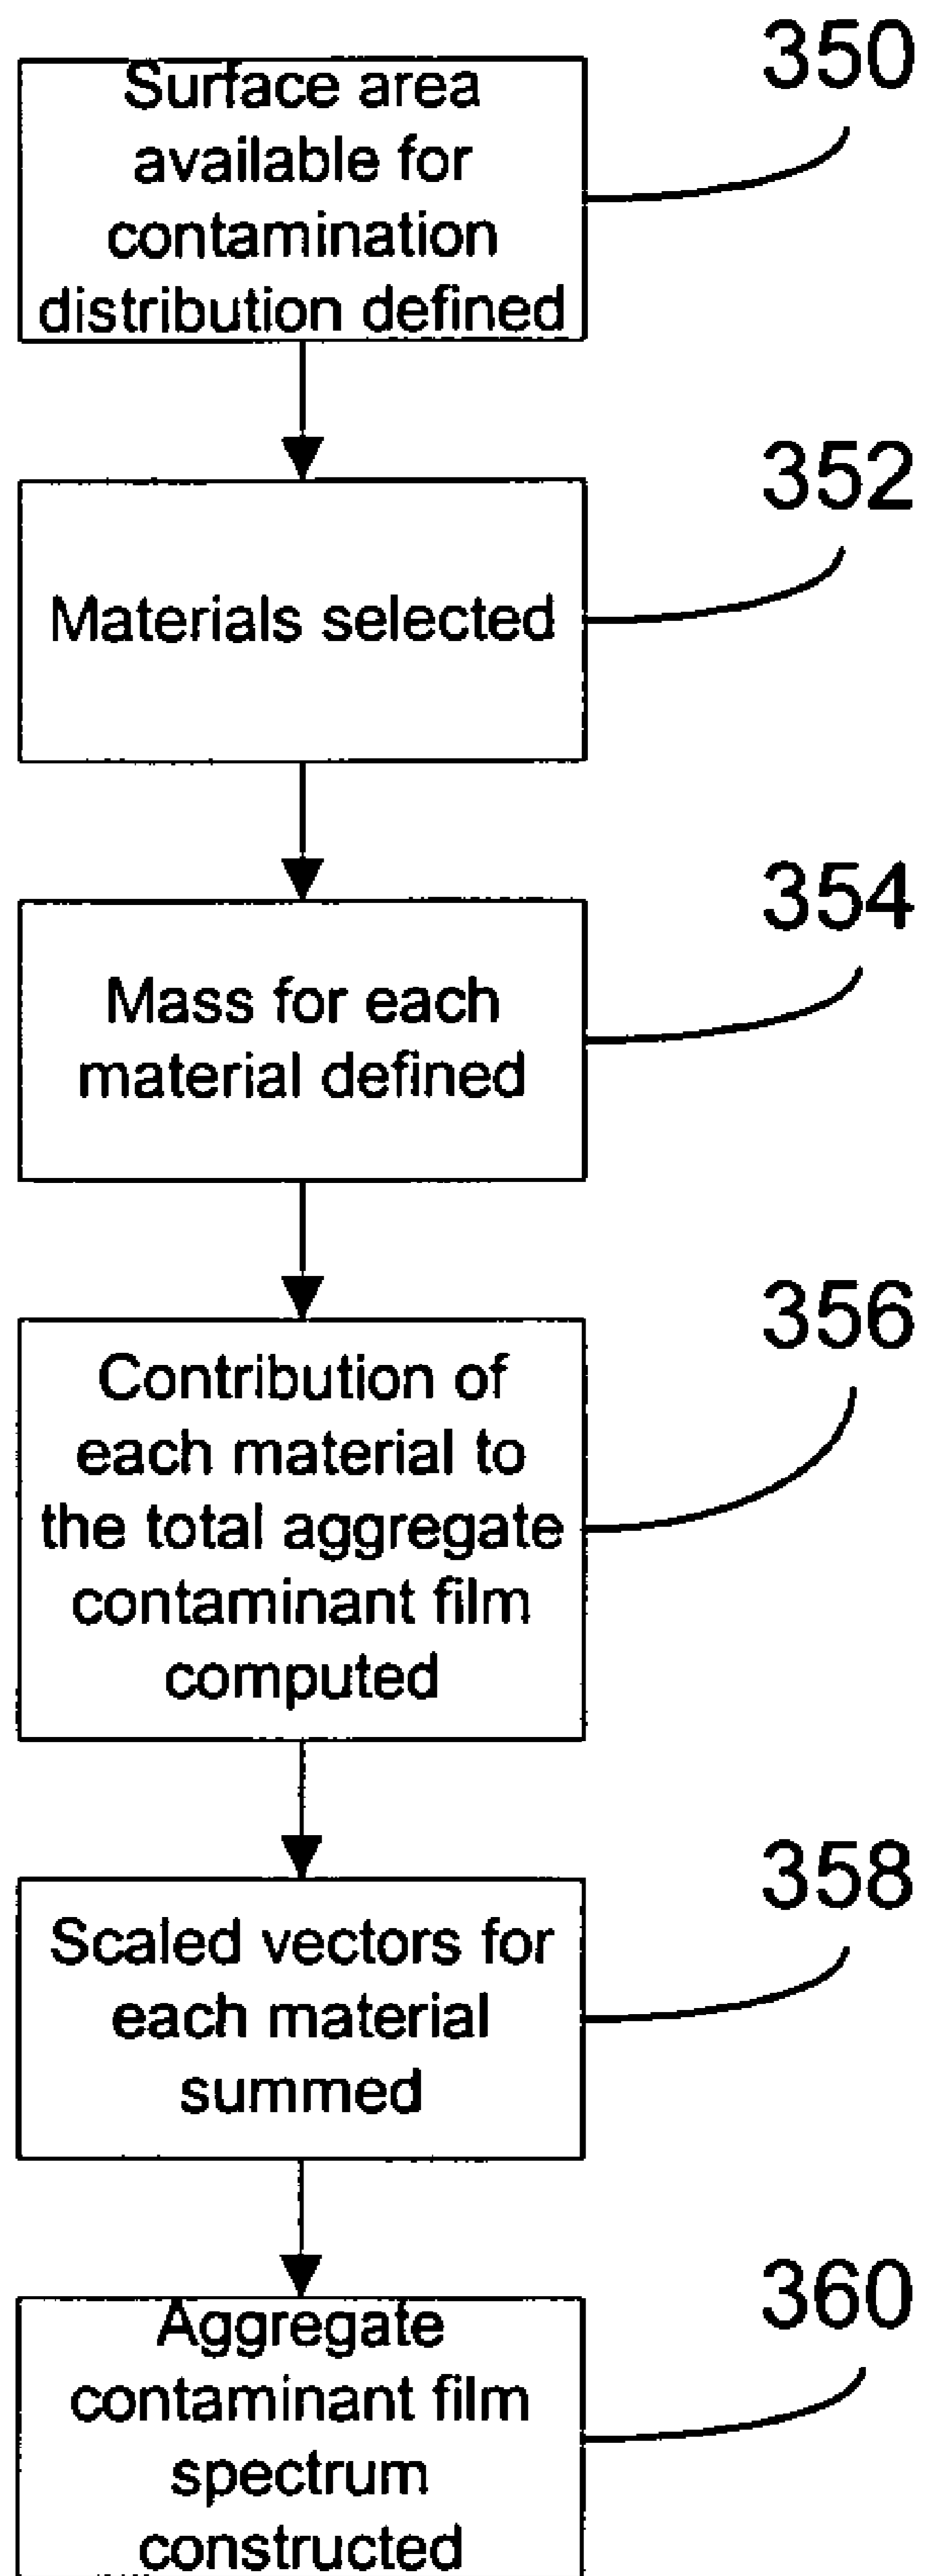 350
Surface area
available for
contamination
distribution defined
352
Materials selected
354
Mass for each
material defined
356
Contribution of
each material to
the total aggregate
contaminant film
computed
358
Scaled vectors for
each material
summed
360
Aggregate
contaminant film
spectrum
constructed